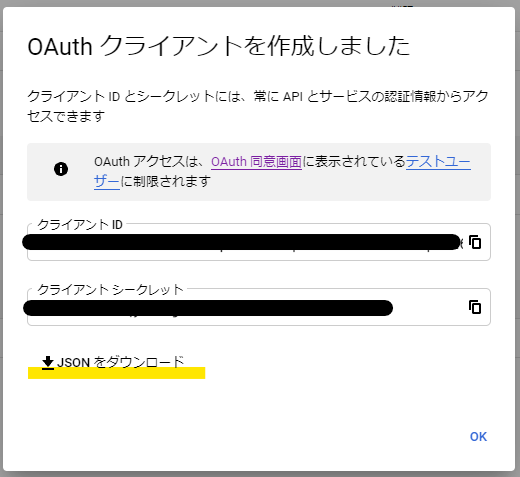 OAuth クライアントを作成しました
クライアント ID とシークレットには、常に API とサービスの認証情報からアク
セスできます
OAuth アクセスは、OAuth 同意画面に表示されているテストユー
ザーに制限されます
クライアント ID
クライアント シークレット
JSON をダウンロード
OK